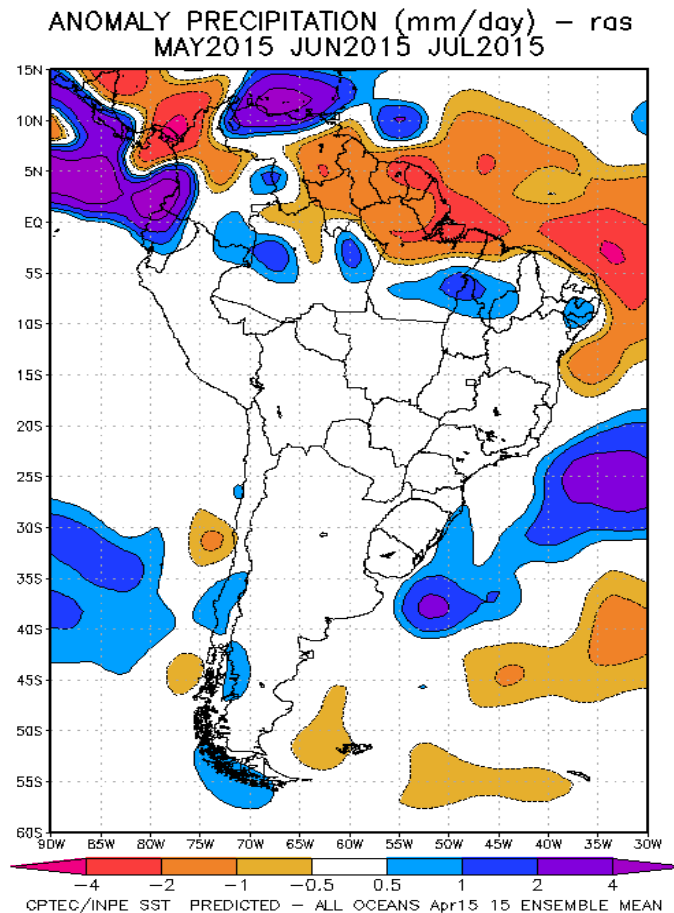 ANOMALY PRECIPITATION (mm/day) – ras
MAY2015 JUN2015 JUL2015
15N
10N
5N
EQ
5S
10S
15S
20S
25S
30S
35S
40S
45S
50S
55S
60S
90W 85W 80W 75W 70W 65W 60W 55W 50W 45W 40W 35W 30W
−4 −2 −1 −0.5 0.5 1 2 4
CPTEC/INPE SST PREDICTED – ALL OCEANS Apr15 15 ENSEMBLE MEAN